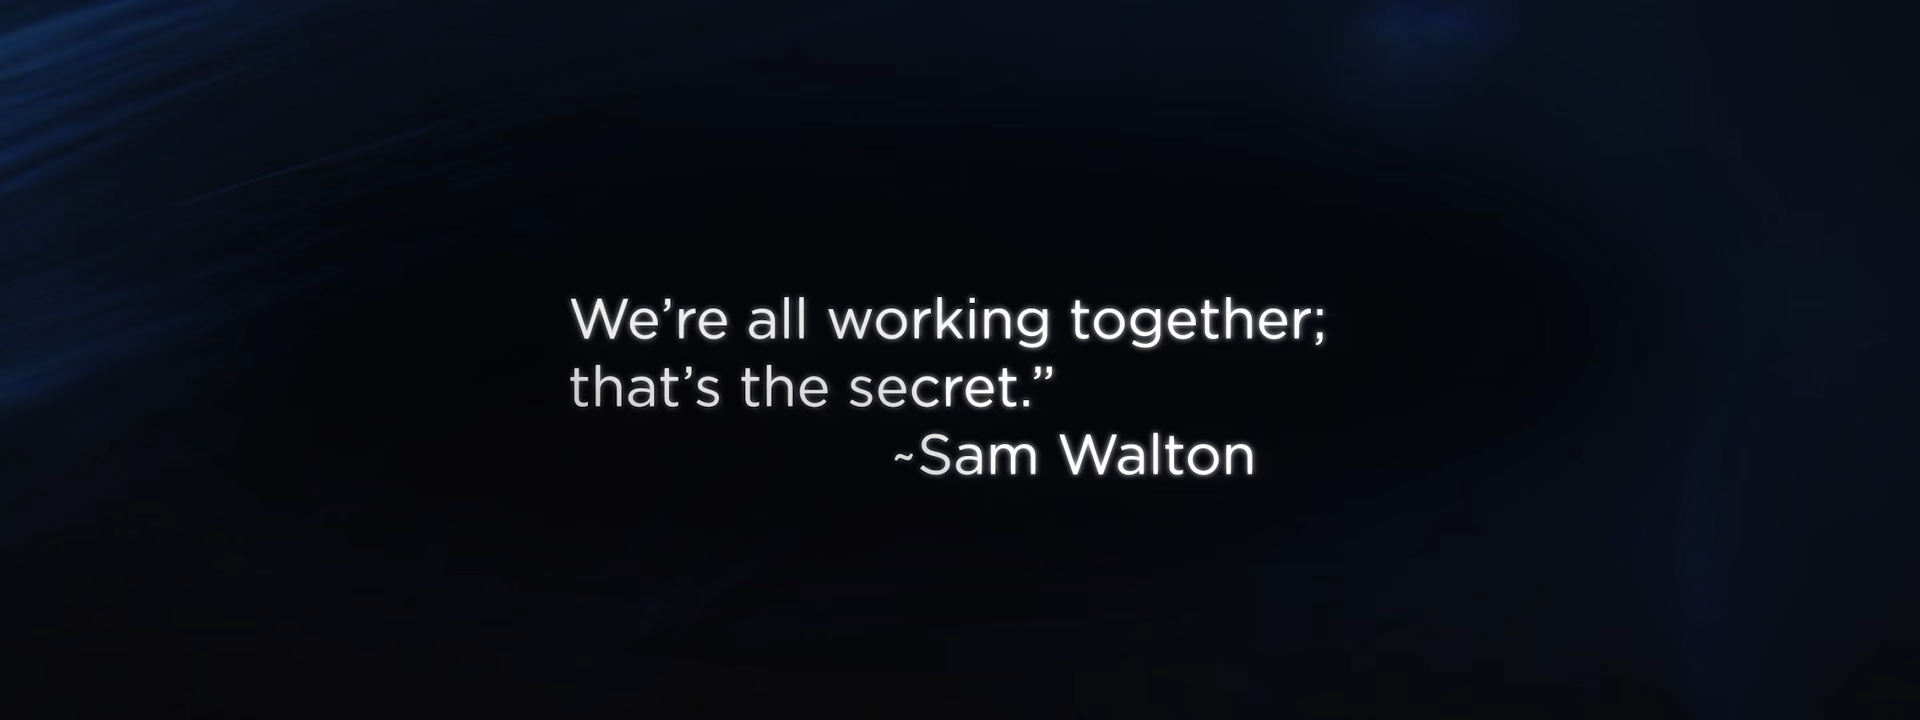 We’re all working together;
that’s the secret.”
~Sam Walton